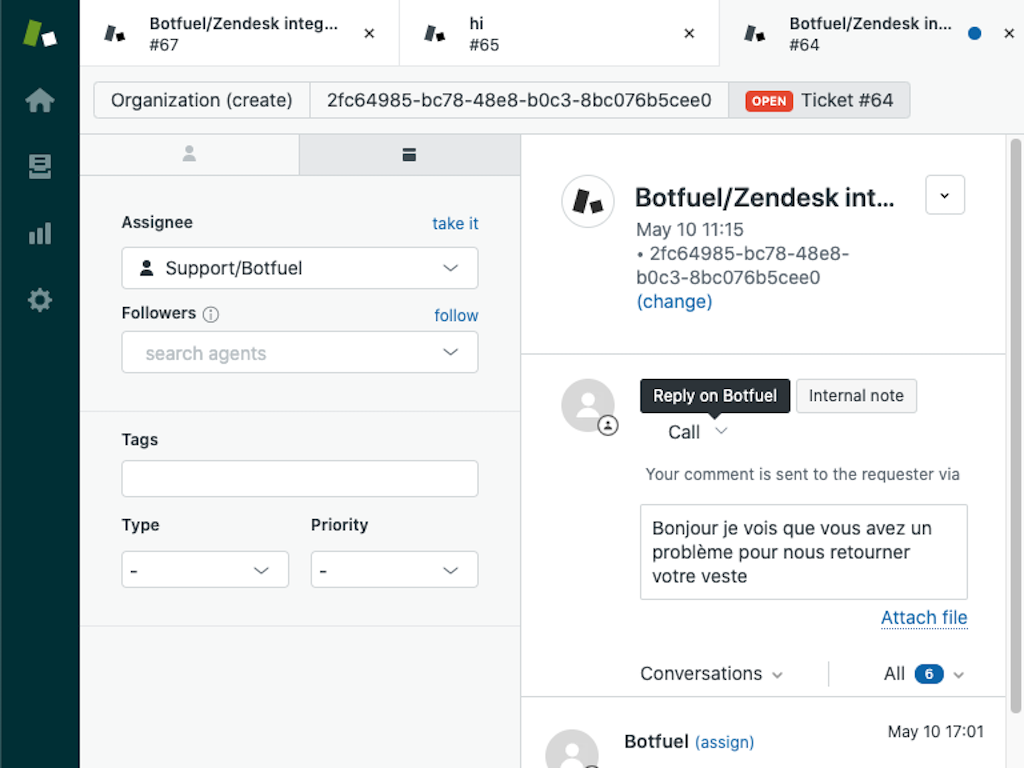 Botfuel/Zendesk integ...
#67
hi
#65
Botfuel/Zendesk in...
#64
Organization (create)
2fc64985-bc78-48e8-b0c3-8bc076b5cee0
OPEN Ticket #64
Assignee
take it
Support/Botfuel
Followers
follow
search agents
Tags
Type
Priority
-
-
Botfuel/Zendesk int...
May 10 11:15
• 2fc64985-bc78-48e8-
b0c3-8bc076b5cee0
(change)
Reply on Botfuel
Internal note
Call
Your comment is sent to the requester via
Bonjour je vois que vous avez un
problème pour nous retourner
votre veste
Attach file
Conversations
All 6
Botfuel (assign)
May 10 17:01